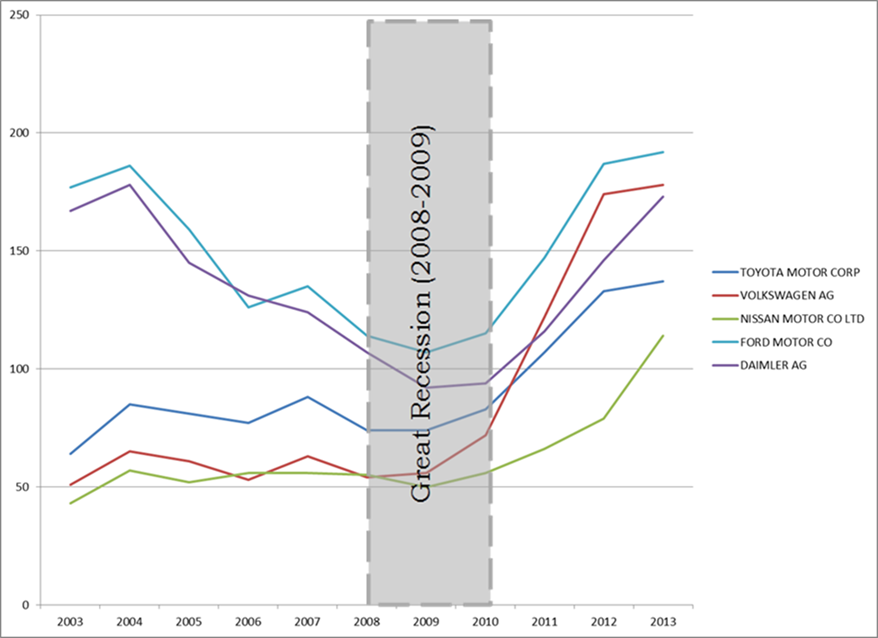 250
200
150
100
50
0
Great Recession (2008-2009)
2003 2004 2005 2006 2007 2008 2009 2010 2011 2012 2013
TOYOTA MOTOR CORP
VOLKSWAGEN AG
NISSAN MOTOR CO LTD
FORD MOTOR CO
DAIMLER AG